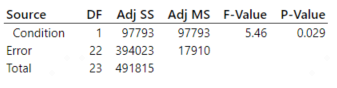 Source DF Adj SS Adj MS F-Value P-Value
Condition 1 97793 97793 5.46 0.029
Error 22 394023 17910
Total 23 491815